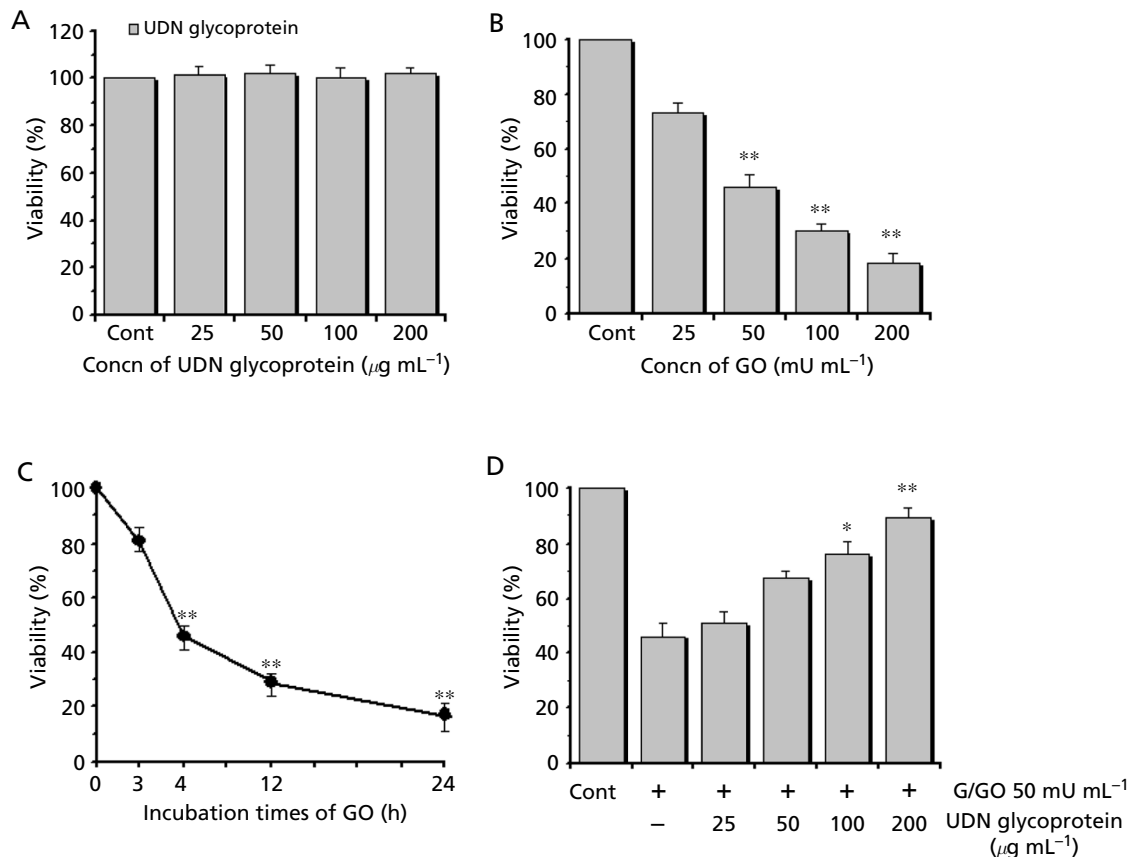 A
UDN glycoprotein
120
100
80
60
40
20
0
Viability (%)
Cont 25 50 100 200
Concn of UDN glycoprotein (μg mL⁻¹)
B
100
80
60
40
20
0
Viability (%)
**
**
**
Cont 25 50 100 200
Concn of GO (mU mL⁻¹)
C
100
80
60
40
20
0
Viability (%)
**
**
**
0 3 4 12 24
Incubation times of GO (h)
D
100
80
60
40
20
0
Viability (%)
*
**
Cont + + + + + G/GO 50 mU mL⁻¹
– 25 50 100 200 UDN glycoprotein
(μg mL⁻¹)